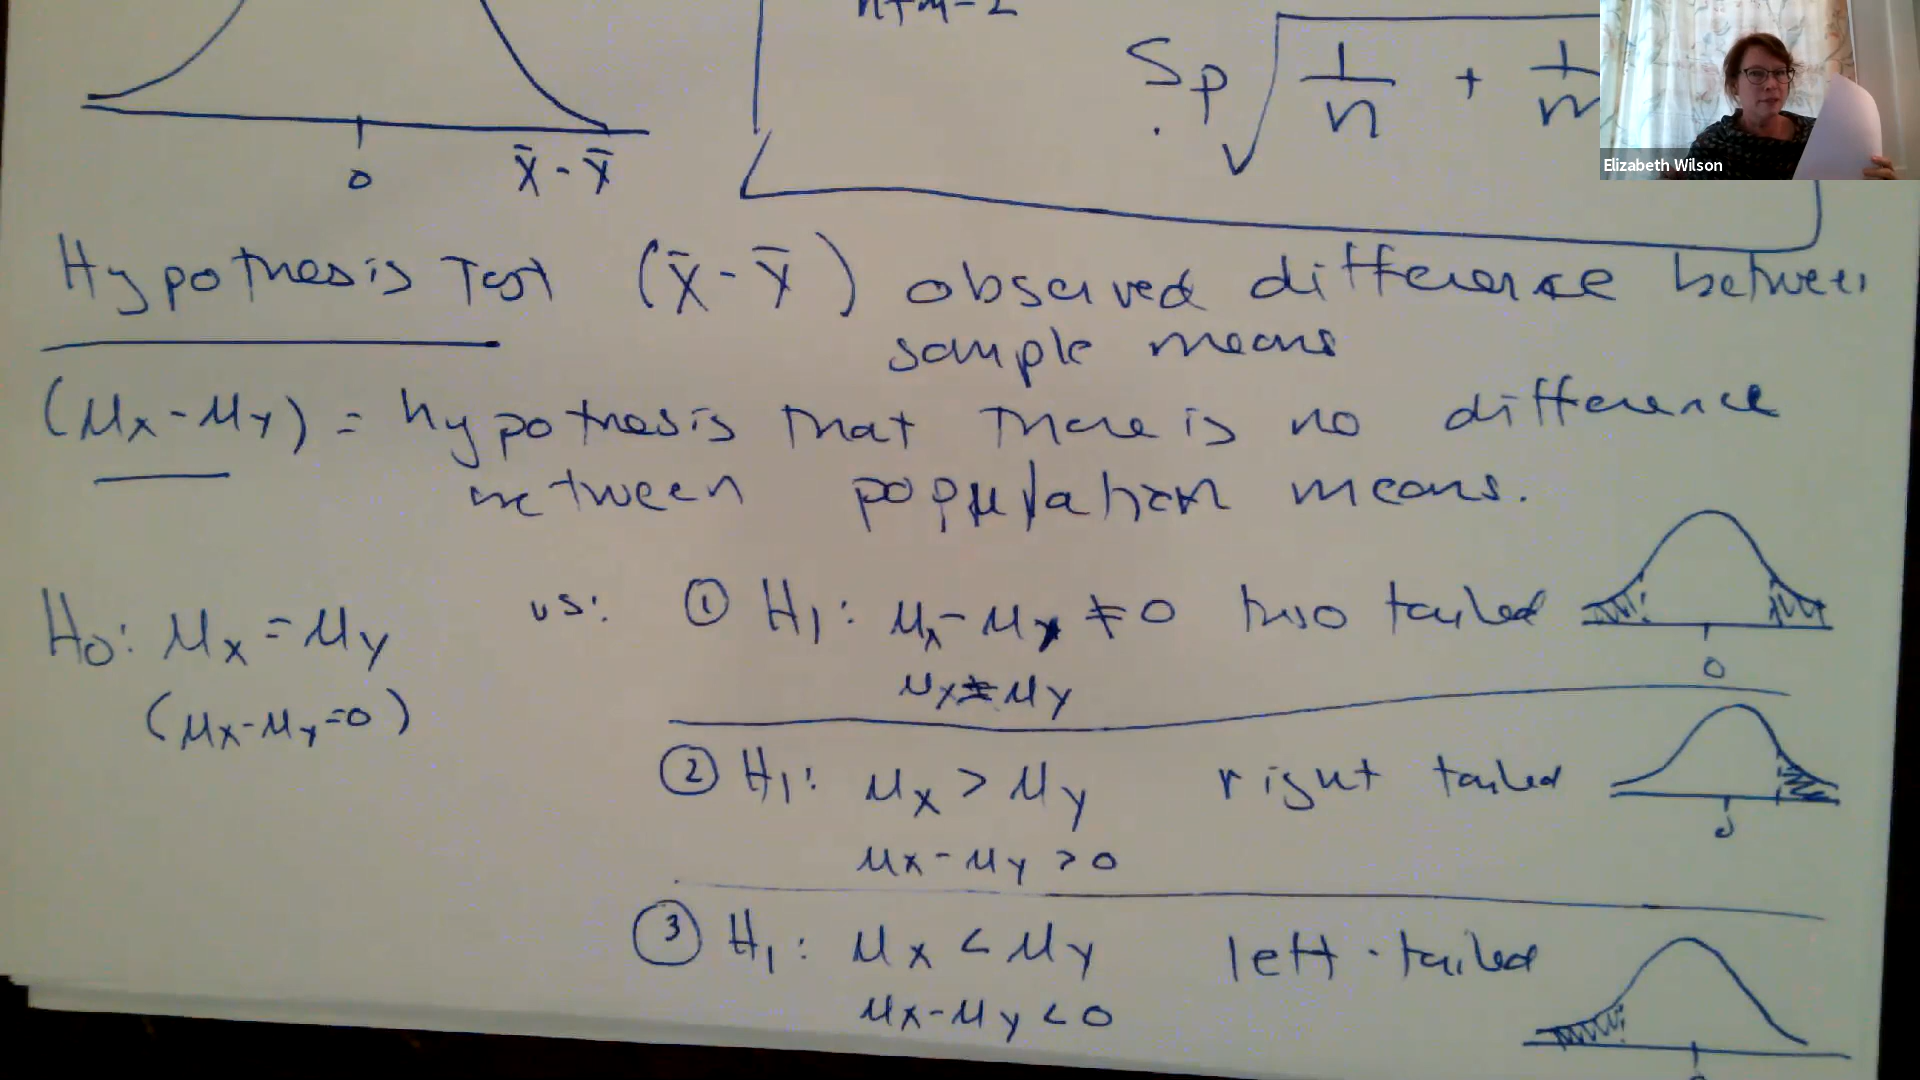 n+m-2
Sp √ 1/n + 1/m
0
X̄ - Ȳ
Elizabeth Wilson
Hypothesis Test (X̄ - Ȳ) observed difference between
sample means
(μx - μy) = hypothesis that there is no difference
between population means.
H0: μx = μy
(μx-μy=0)
vs:
① H1: μx - μy ≠ 0 two tailed
μx ≠ μy
0
② H1: μx > μy right tailed
μx - μy > 0
0
③ H1: μx < μy left-tailed
μx - μy < 0